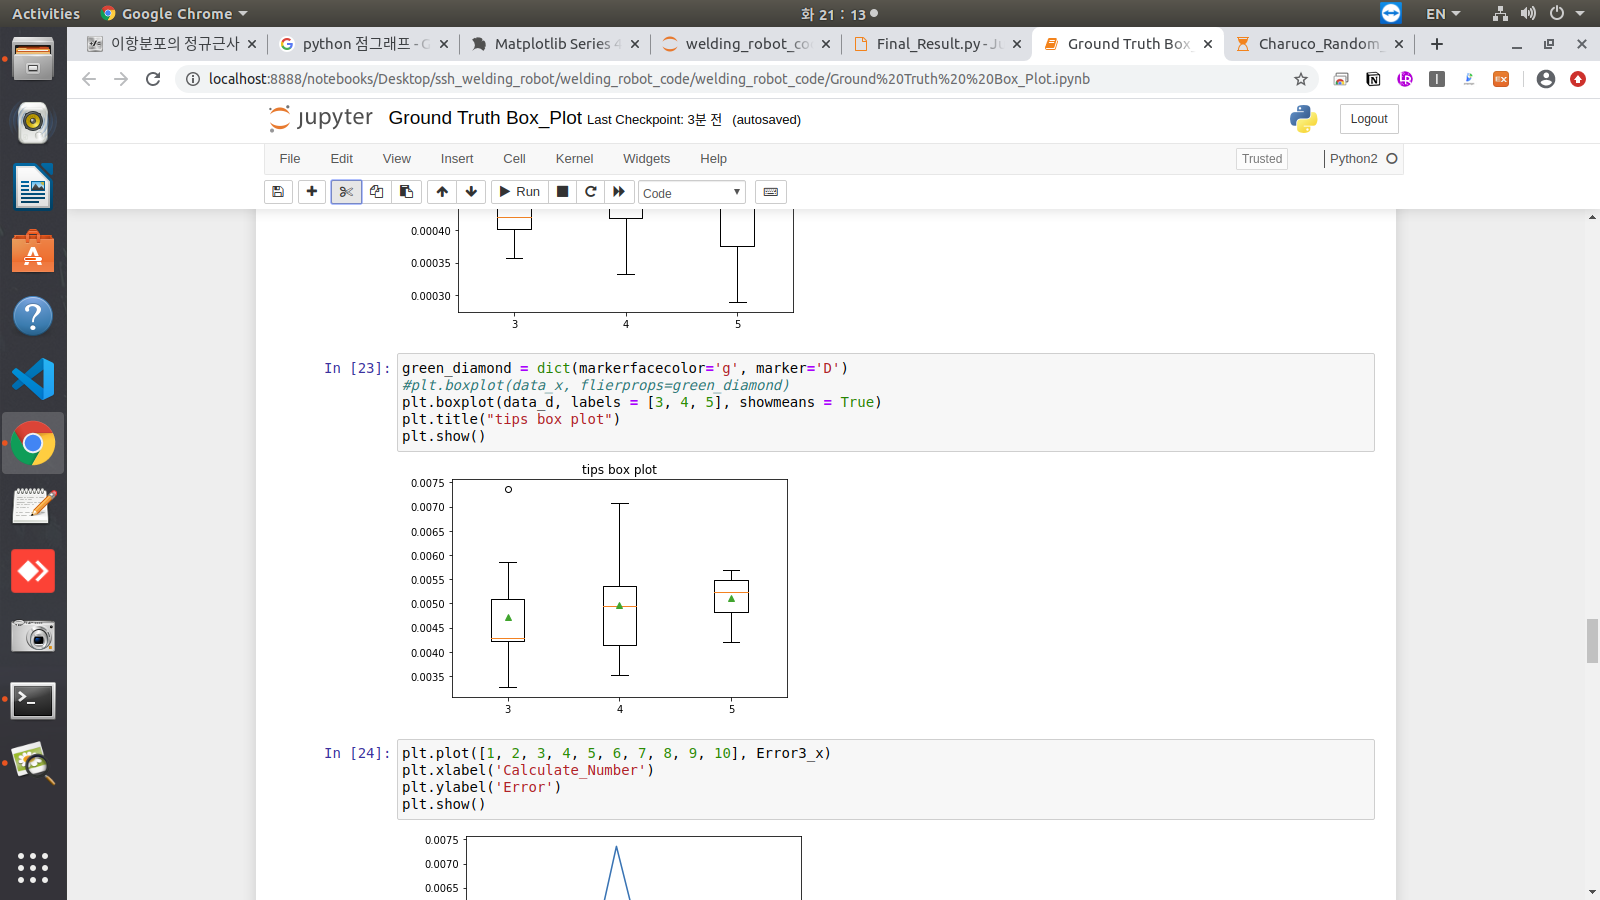 Activities
Google Chrome
화 21 : 13
EN
이항분포의 정규근사
python 점그래프 - G
Matplotlib Series 4
welding_robot_co
Final_Result.py - Ju
Ground Truth Box_
Charuco_Random_
localhost:8888/notebooks/Desktop/ssh_welding_robot/welding_robot_code/welding_robot_code/Ground%20Truth%20%20Box_Plot.ipynb
jupyter
Ground Truth Box_Plot Last Checkpoint: 3분 전 (autosaved)
Logout
File Edit View Insert Cell Kernel Widgets Help
Trusted
Python2
Run
Code
0.00040
0.00035
0.00030
3 4 5
In [23]:
green_diamond = dict(markerfacecolor='g', marker='D')
#plt.boxplot(data_x, flierprops=green_diamond)
plt.boxplot(data_d, labels = [3, 4, 5], showmeans = True)
plt.title("tips box plot")
plt.show()
tips box plot
0.0075
0.0070
0.0065
0.0060
0.0055
0.0050
0.0045
0.0040
0.0035
3 4 5
In [24]:
plt.plot([1, 2, 3, 4, 5, 6, 7, 8, 9, 10], Error3_x)
plt.xlabel('Calculate_Number')
plt.ylabel('Error')
plt.show()
0.0075
0.0070
0.0065